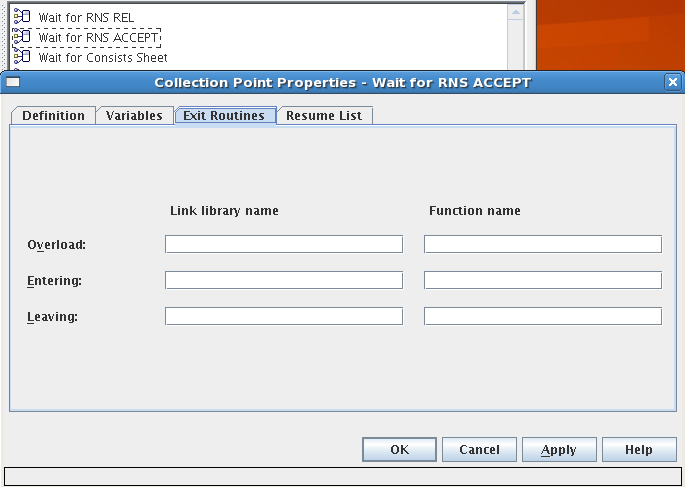 Wait for RNS REL
Wait for RNS ACCEPT
Wait for Consists Sheet
Collection Point Properties - Wait for RNS ACCEPT
Definition Variables Exit Routines Resume List
Link library name Function name
Overload:
Entering:
Leaving:
OK Cancel Apply Help